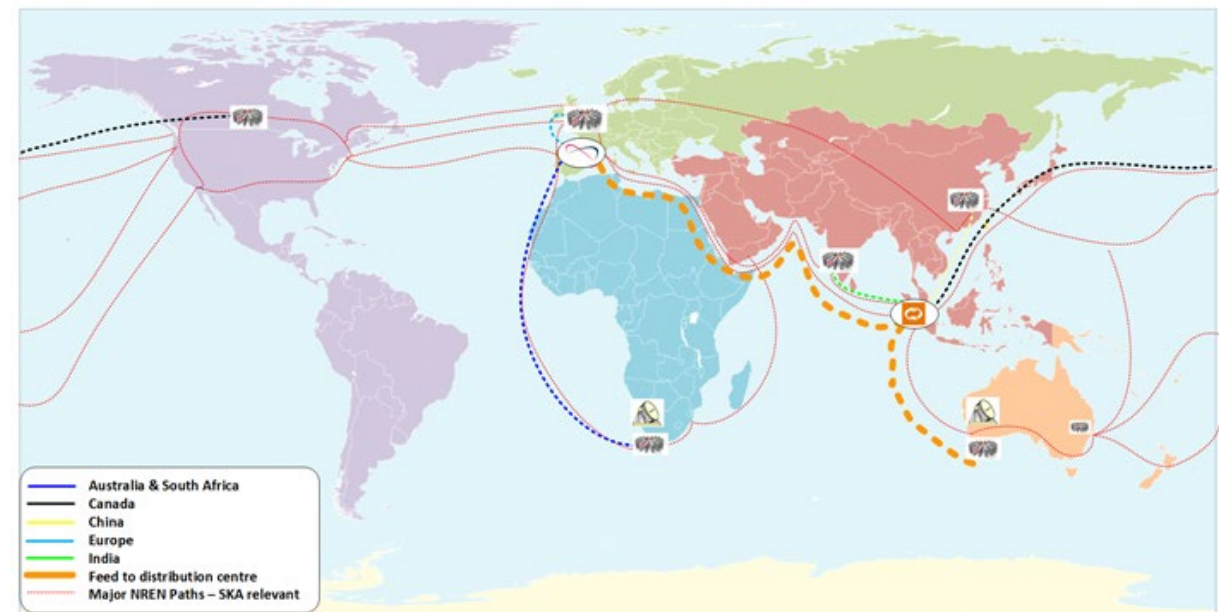 Australia & South Africa
Canada
China
Europe
India
Feed to distribution centre
Major NREN Paths – SKA relevant